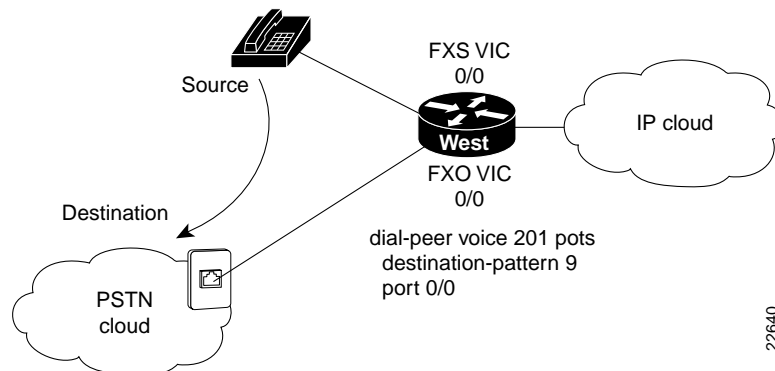 FXS VIC
0/0
Source
West
IP cloud
FXO VIC
0/0
Destination
dial-peer voice 201 pots
destination-pattern 9
port 0/0
PSTN
cloud
22640